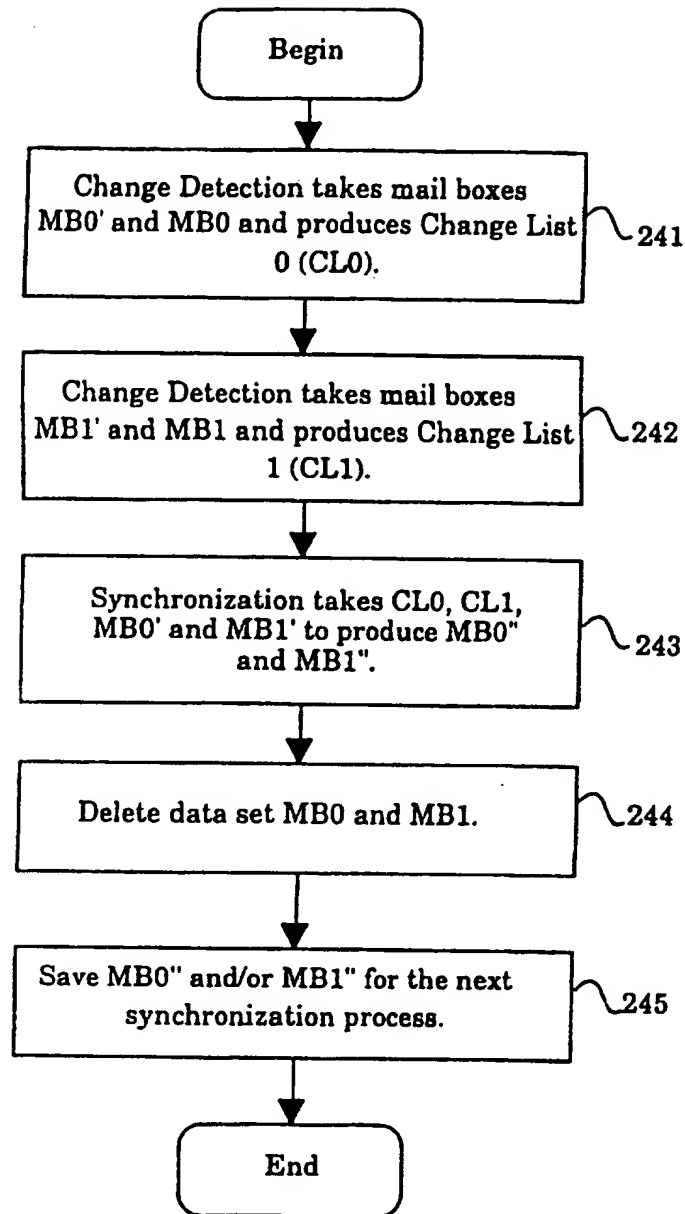 Begin
Change Detection takes mail boxes
MB0' and MB0 and produces Change List
0 (CL0).
241
Change Detection takes mail boxes
MB1' and MB1 and produces Change List
1 (CL1).
242
Synchronization takes CL0, CL1,
MB0' and MB1' to produce MB0"
and MB1".
243
Delete data set MB0 and MB1.
244
Save MB0" and/or MB1" for the next
synchronization process.
245
End